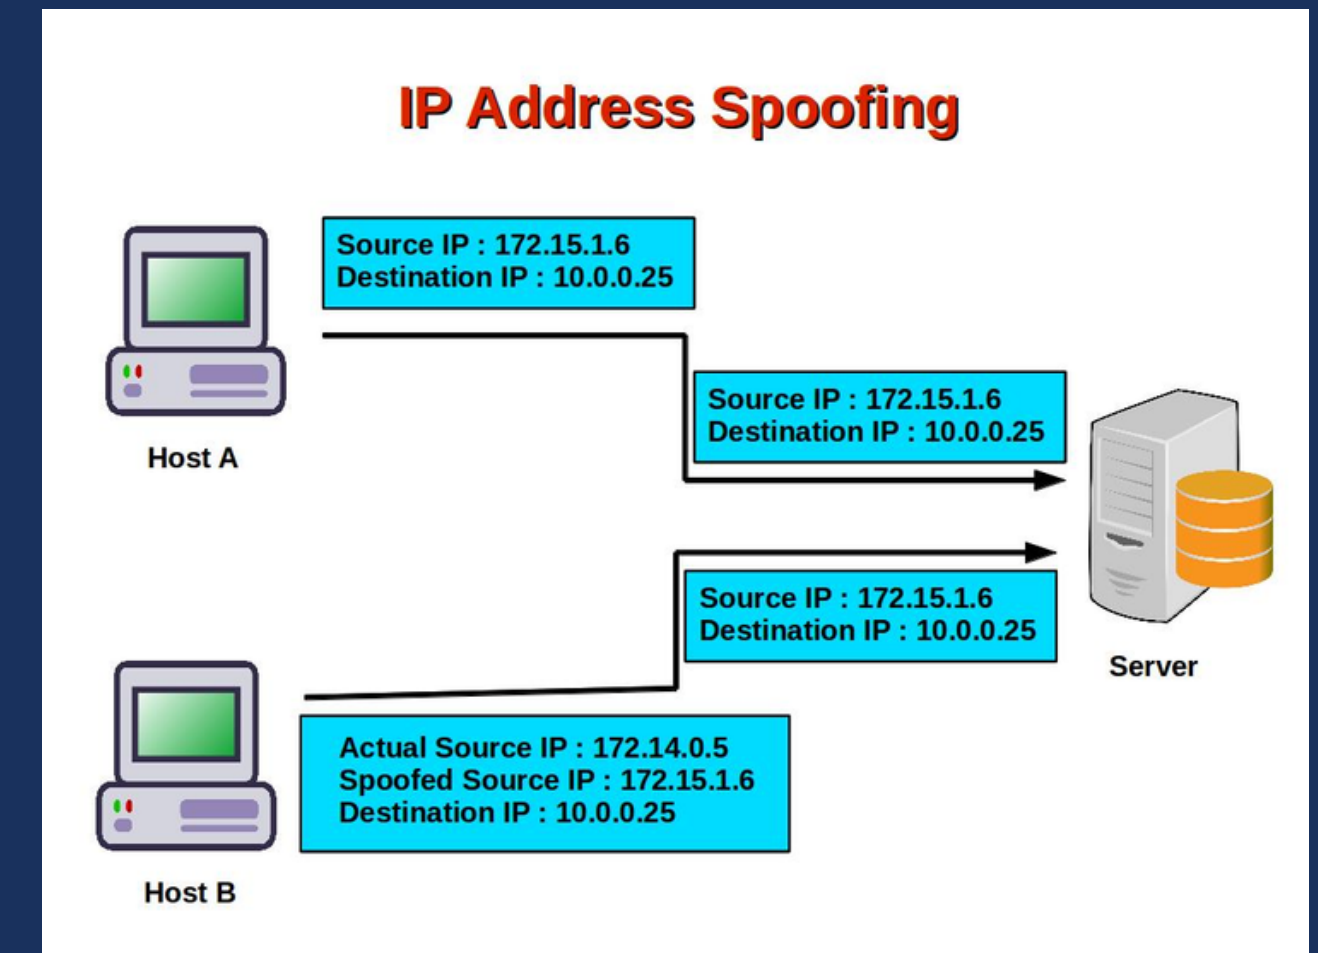 IP Address Spoofing
Source IP : 172.15.1.6
Destination IP : 10.0.0.25
Host A
Source IP : 172.15.1.6
Destination IP : 10.0.0.25
Source IP : 172.15.1.6
Destination IP : 10.0.0.25
Server
Actual Source IP : 172.14.0.5
Spoofed Source IP : 172.15.1.6
Destination IP : 10.0.0.25
Host B